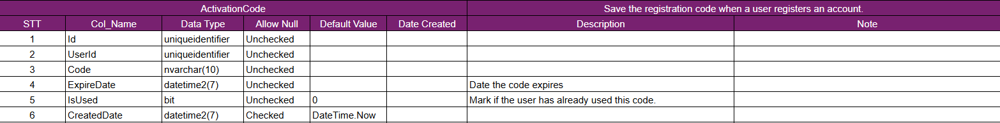 ActivationCode Save the registration code when a user registers an account.
STT Col_Name Data Type Allow Null Default Value Date Created Description Note
1 Id uniqueidentifier Unchecked
2 UserId uniqueidentifier Unchecked
3 Code nvarchar(10) Unchecked
4 ExpireDate datetime2(7) Unchecked Date the code expires
5 IsUsed bit Unchecked 0 Mark if the user has already used this code.
6 CreatedDate datetime2(7) Checked DateTime.Now